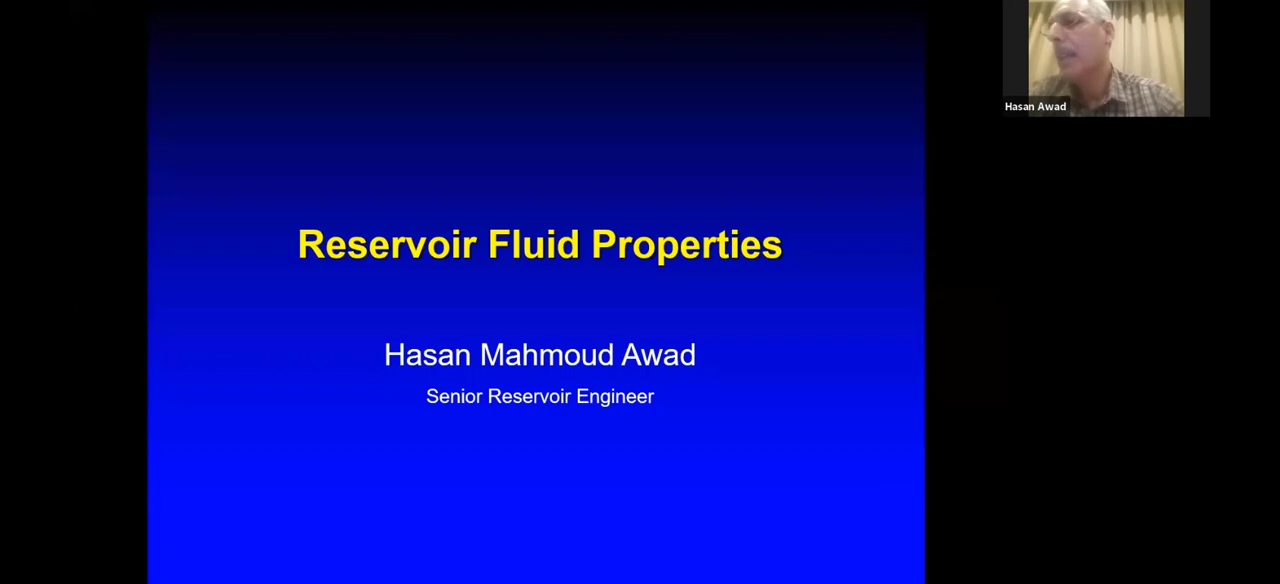 Hasan Awad
Reservoir Fluid Properties
Hasan Mahmoud Awad
Senior Reservoir Engineer